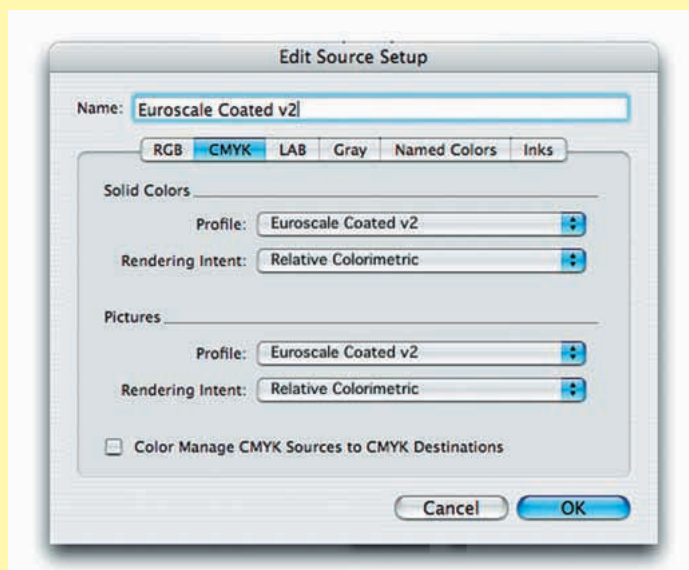 Edit Source Setup
Name: Euroscale Coated v2
RGB CMYK LAB Gray Named Colors Inks
Solid Colors
Profile: Euroscale Coated v2
Rendering Intent: Relative Colorimetric
Pictures
Profile: Euroscale Coated v2
Rendering Intent: Relative Colorimetric
Color Manage CMYK Sources to CMYK Destinations
Cancel OK